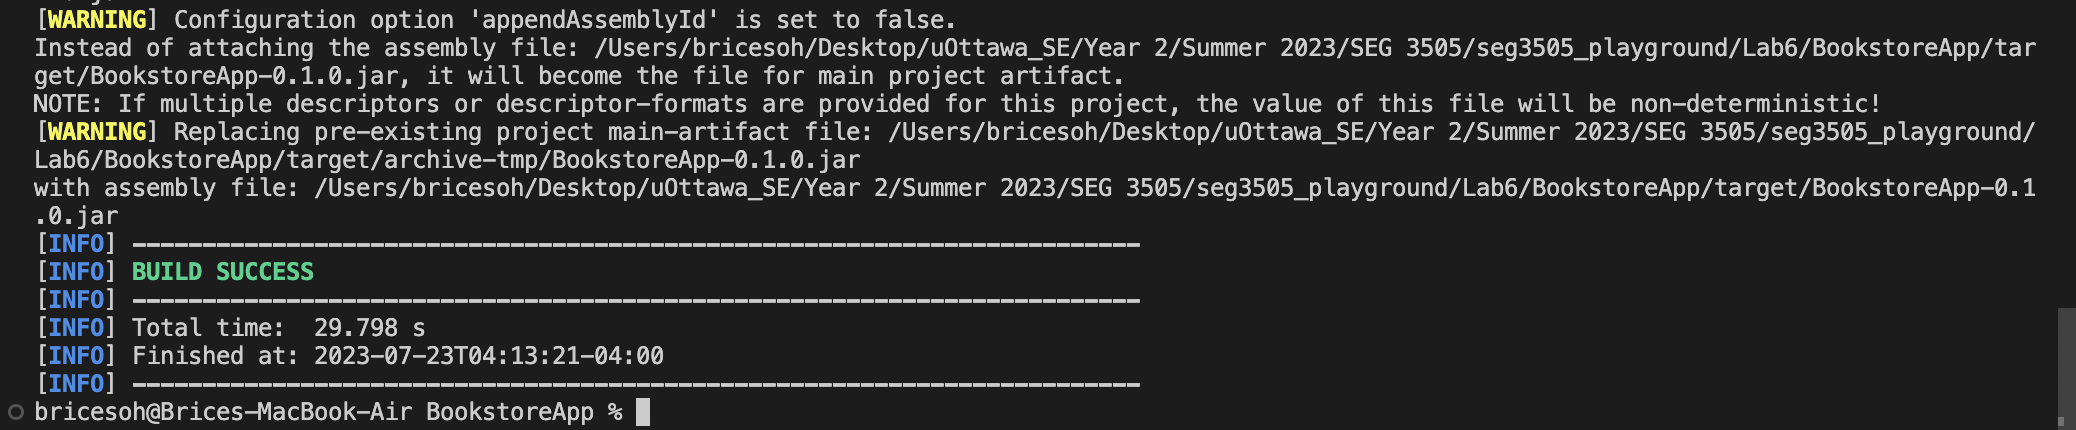 [WARNING] Configuration option 'appendAssemblyId' is set to false.
Instead of attaching the assembly file: /Users/bricesoh/Desktop/uOttawa_SE/Year 2/Summer 2023/SEG 3505/seg3505_playground/Lab6/BookstoreApp/tar
get/BookstoreApp-0.1.0.jar, it will become the file for main project artifact.
NOTE: If multiple descriptors or descriptor-formats are provided for this project, the value of this file will be non-deterministic!
[WARNING] Replacing pre-existing project main-artifact file: /Users/bricesoh/Desktop/uOttawa_SE/Year 2/Summer 2023/SEG 3505/seg3505_playground/
Lab6/BookstoreApp/target/archive-tmp/BookstoreApp-0.1.0.jar
with assembly file: /Users/bricesoh/Desktop/uOttawa_SE/Year 2/Summer 2023/SEG 3505/seg3505_playground/Lab6/BookstoreApp/target/BookstoreApp-0.1
.0.jar
[INFO] ------------------------------------------------------------------------
[INFO] BUILD SUCCESS
[INFO] ------------------------------------------------------------------------
[INFO] Total time:  29.798 s
[INFO] Finished at: 2023-07-23T04:13:21-04:00
[INFO] ------------------------------------------------------------------------
bricesoh@Brices-MacBook-Air BookstoreApp %